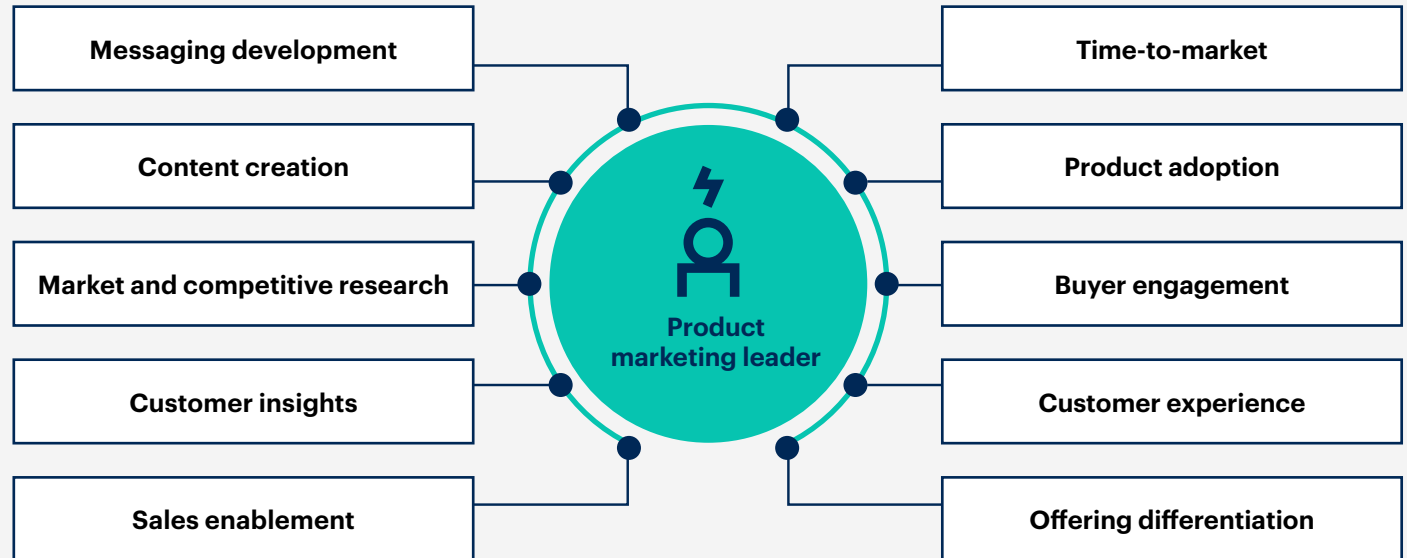 Messaging development
Content creation
Market and competitive research
Customer insights
Sales enablement
Product
marketing leader
Time-to-market
Product adoption
Buyer engagement
Customer experience
Offering differentiation